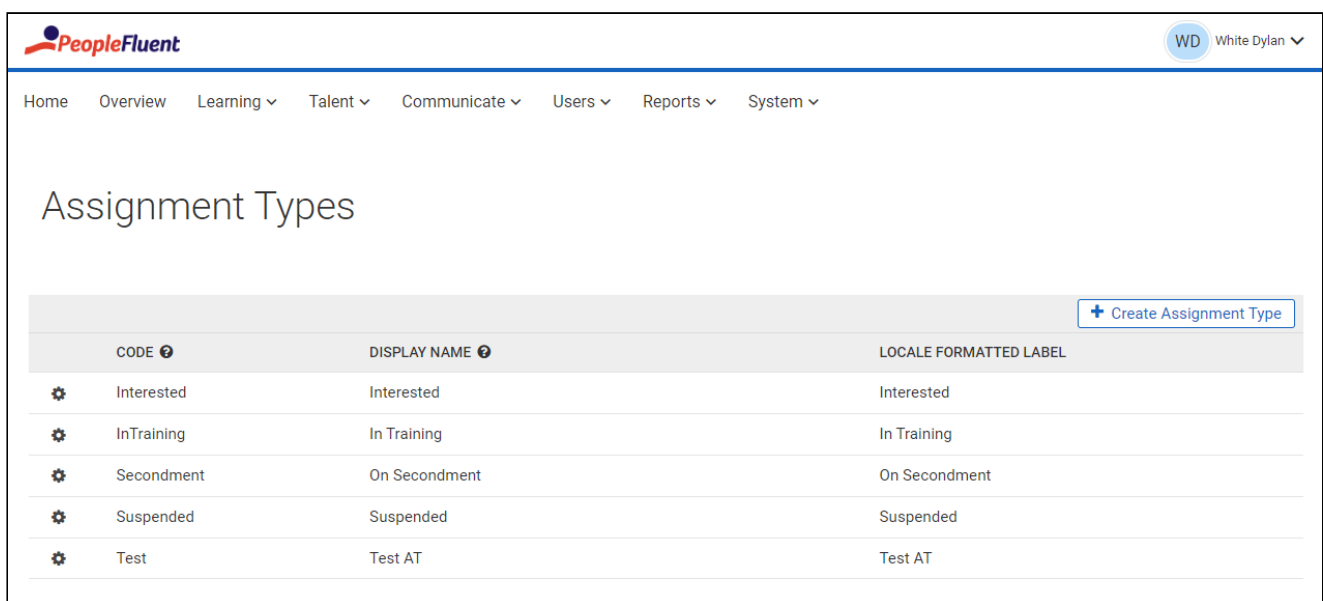 PeopleFluent
WD White Dylan
Home Overview Learning Talent Communicate Users Reports System
Assignment Types
+ Create Assignment Type
CODE ? DISPLAY NAME ? LOCALE FORMATTED LABEL
Interested Interested Interested
InTraining In Training In Training
Secondment On Secondment On Secondment
Suspended Suspended Suspended
Test Test AT Test AT